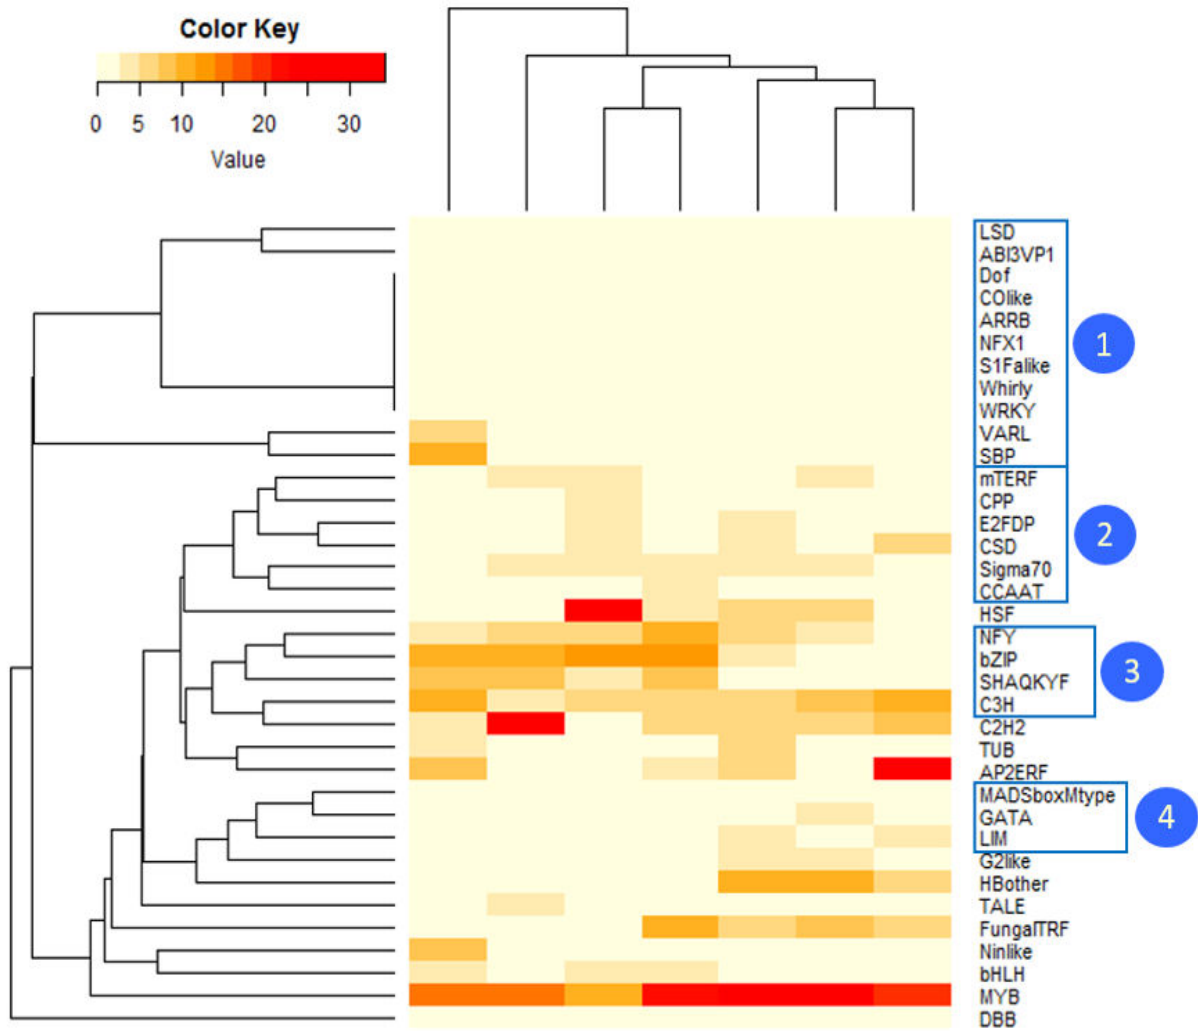 Color Key
0 5 10 20 30
Value
LSD
ABI3VP1
Dof
COlike
ARRB
NFX1
1
S1Falike
Whirly
WRKY
VARL
SBP
mTERF
CPP
E2FDP
2
CSD
Sigma70
CCAAT
HSF
NFY
bZIP
3
SHAQKYF
C3H
C2H2
TUB
AP2ERF
MADSboxMtype
GATA
4
LIM
G2like
HBother
TALE
FungalTRF
Ninlike
bHLH
MYB
DBB